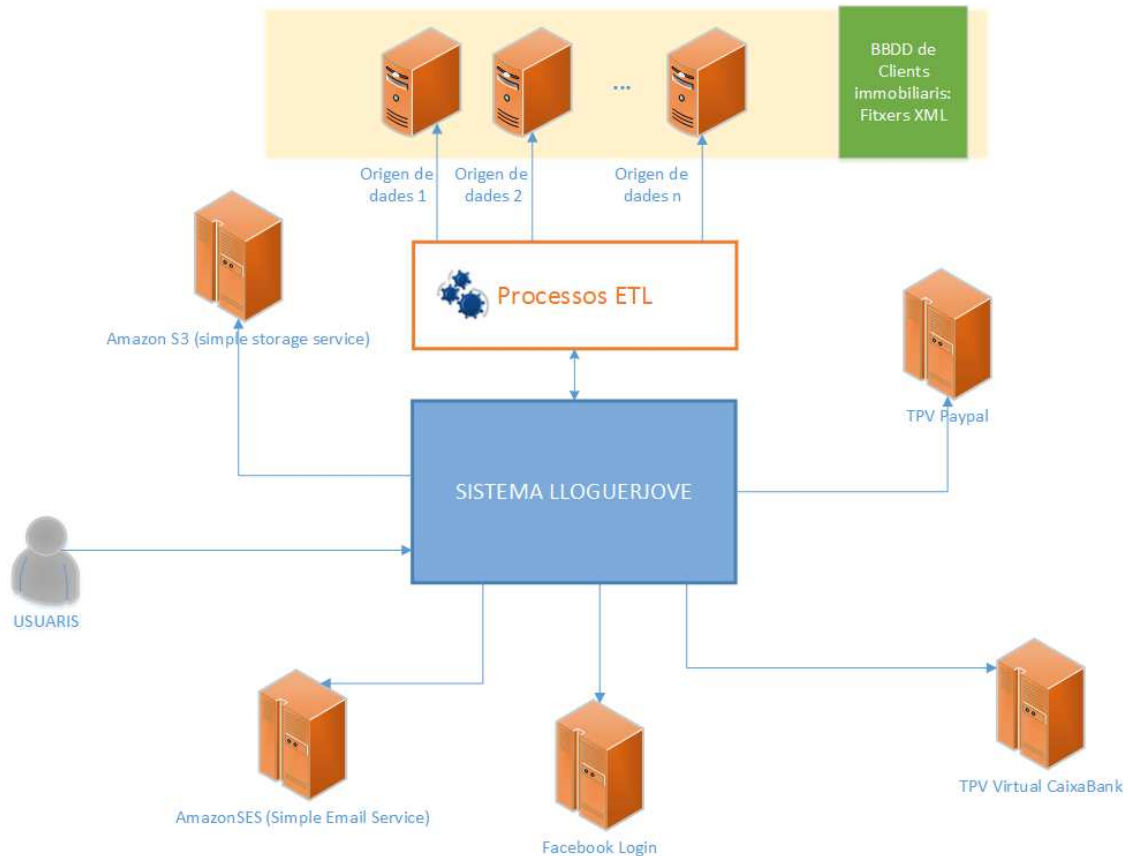 BBDD de
Clients
immobiliaris:
Fitxers XML
...
Origen de
dades 1
Origen de
dades 2
Origen de
dades n
Processos ETL
Amazon S3 (simple storage service)
TPV Paypal
SISTEMA LLOGUERJOVE
USUARIS
AmazonSES (Simple Email Service)
Facebook Login
TPV Virtual CaixaBank